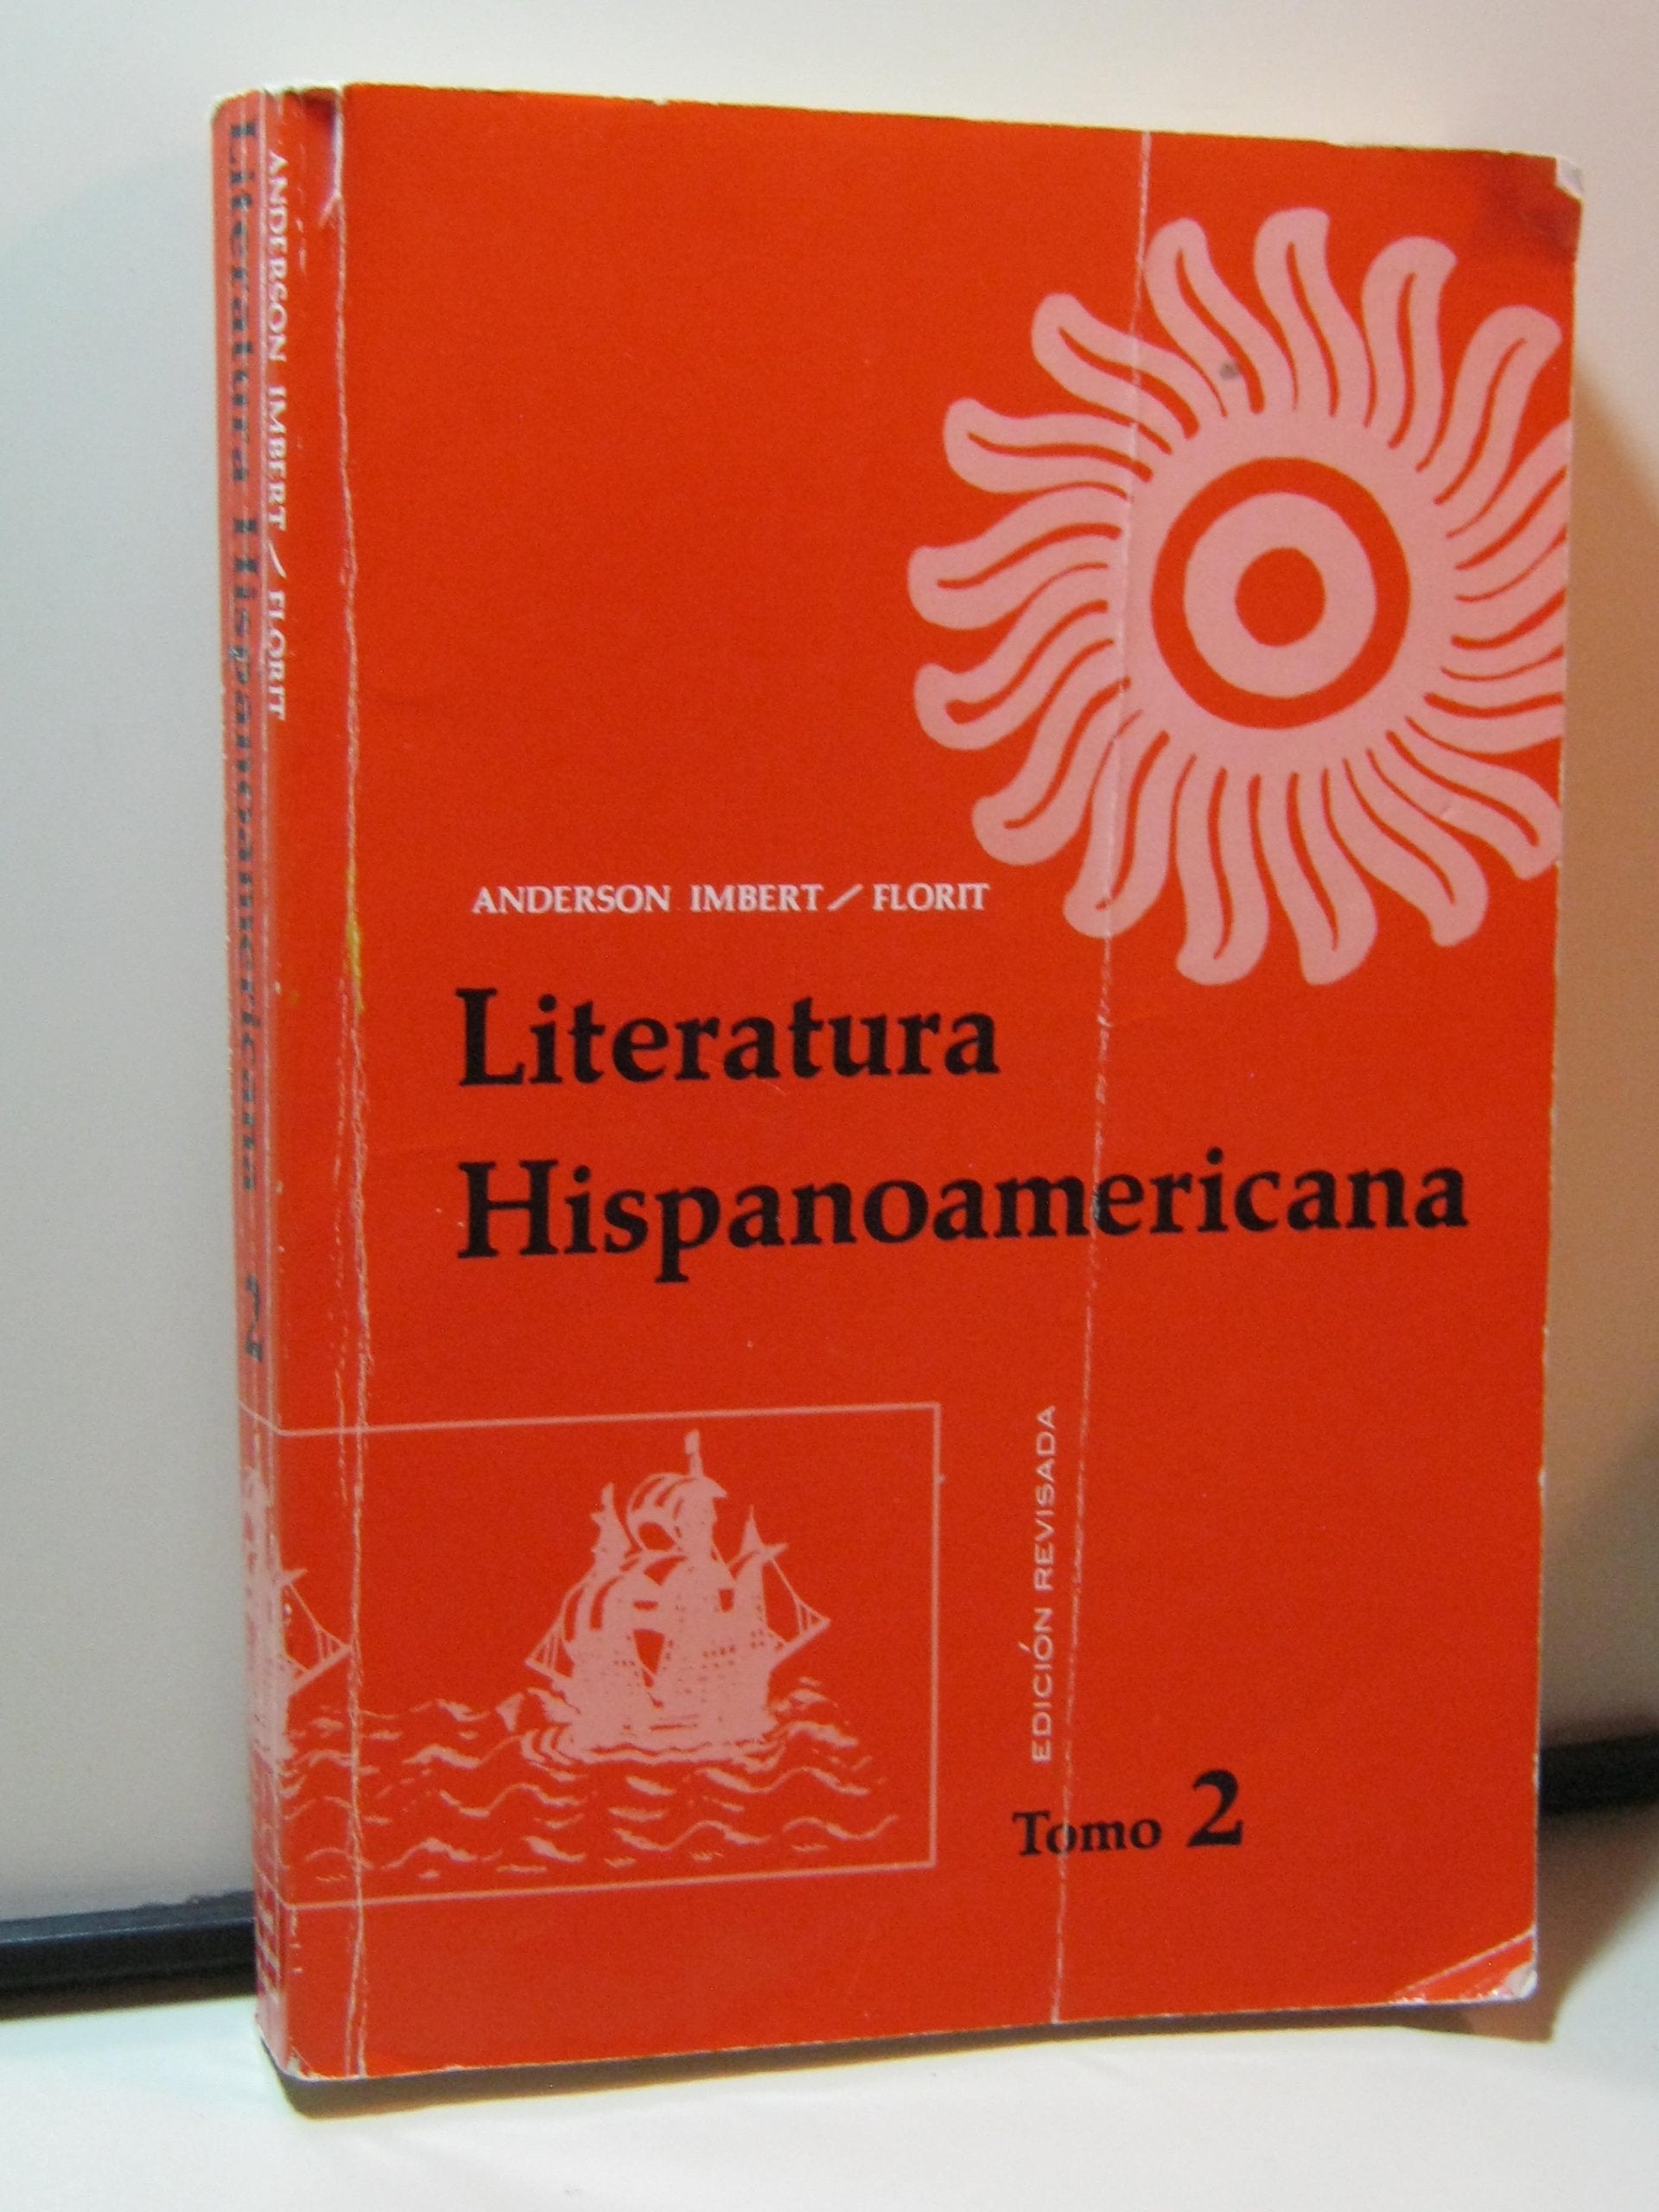 Literatura Hispanoamericana 2
ANDERSON IMBERT / FLORIT
ANDERSON IMBERT / FLORIT
Literatura
Hispanoamericana
EDICIÓN REVISADA
Tomo 2